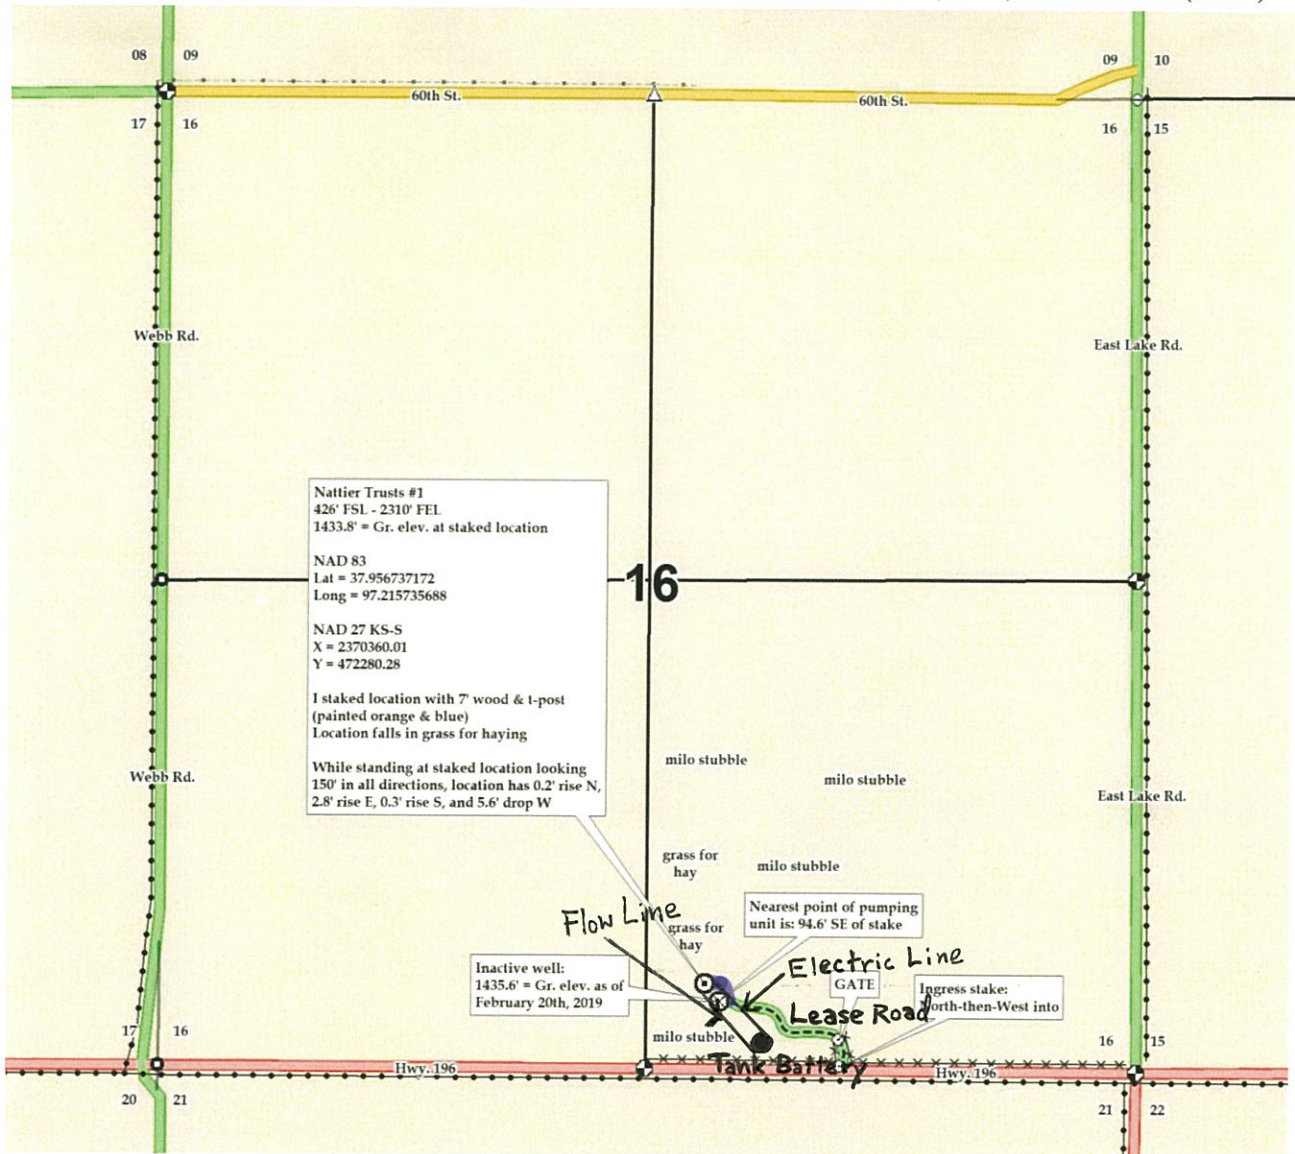 08 09
09 10
60th St.
60th St.
17 16
16 15
Webb Rd.
East Lake Rd.
Nattier Trusts #1
426' FSL - 2310' FEL
1433.8' = Gr. elev. at staked location
NAD 83
Lat = 37.956737172
Long = 97.215735688
NAD 27 KS-S
X = 2370360.01
Y = 472280.28
I staked location with 7' wood & t-post
(painted orange & blue)
Location falls in grass for haying
While standing at staked location looking
150' in all directions, location has 0.2' rise N,
2.8' rise E, 0.3' rise S, and 5.6' drop W
16
milo stubble
milo stubble
Webb Rd.
East Lake Rd.
grass for
hay
milo stubble
Flow Line
grass for
hay
Nearest point of pumping
unit is: 94.6' SE of stake
Inactive well:
1435.6' = Gr. elev. as of
February 20th, 2019
Electric Line
GATE
Ingress stake:
North-then-West into
Lease Road
17 16
milo stubble
16 15
Tank Battery
Hwy. 196
Hwy. 196
20 21
21 22